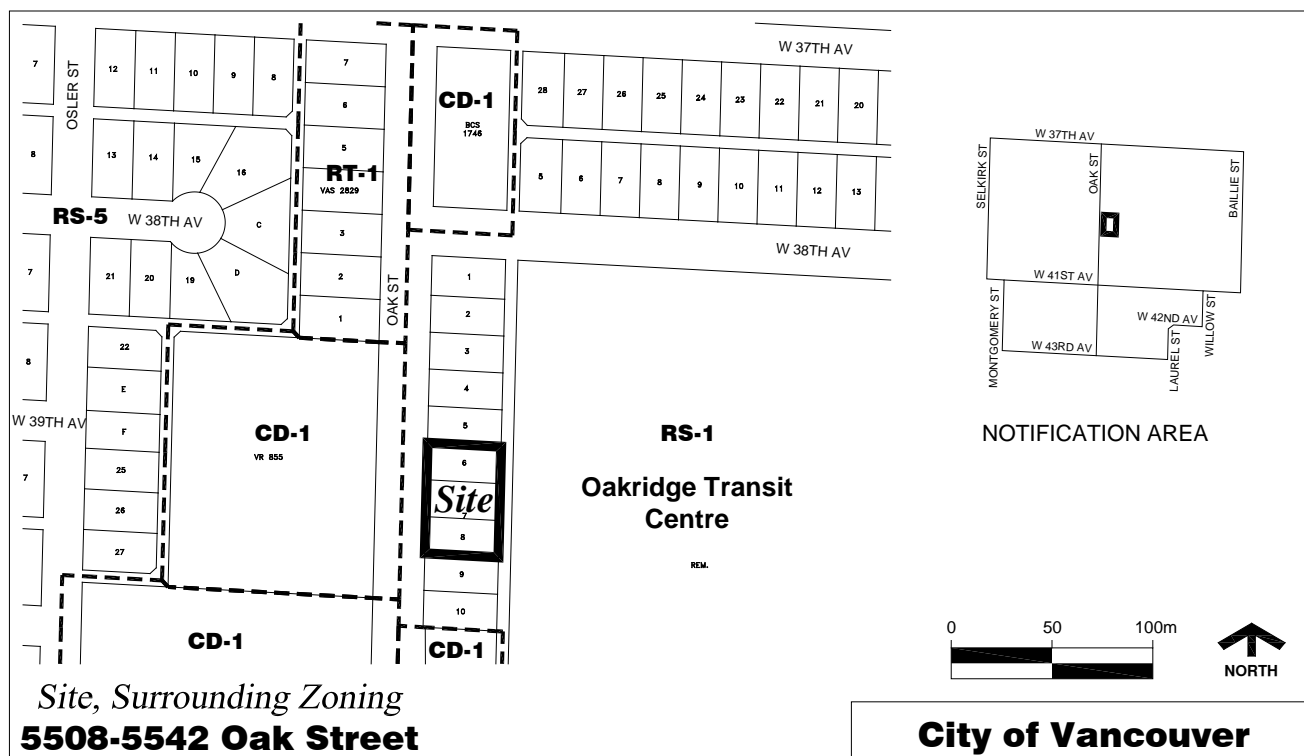 W 37TH AV
7
OSLER ST
12
11
10
9
8
7
6
5
RT-1
VAS 2829
3
2
1
OAK ST
CD-1
BCS
1746
28
27
26
25
24
23
22
21
20
8
13
14
15
16
C
D
RS-5
W 38TH AV
5
6
7
8
9
10
11
12
13
W 38TH AV
7
21
20
19
8
W 39TH AV
7
22
E
F
25
26
27
CD-1
VR 855
1
2
3
4
5
6
Site
7
8
9
10
CD-1
CD-1
RS-1
Oakridge Transit
Centre
REM.
W 37TH AV
SELKIRK ST
OAK ST
BAILLIE ST
W 41ST AV
MONTGOMERY ST
W 42ND AV
WILLOW ST
LAUREL ST
W 43RD AV
NOTIFICATION AREA
0 50 100m
NORTH
Site, Surrounding Zoning
5508-5542 Oak Street
City of Vancouver